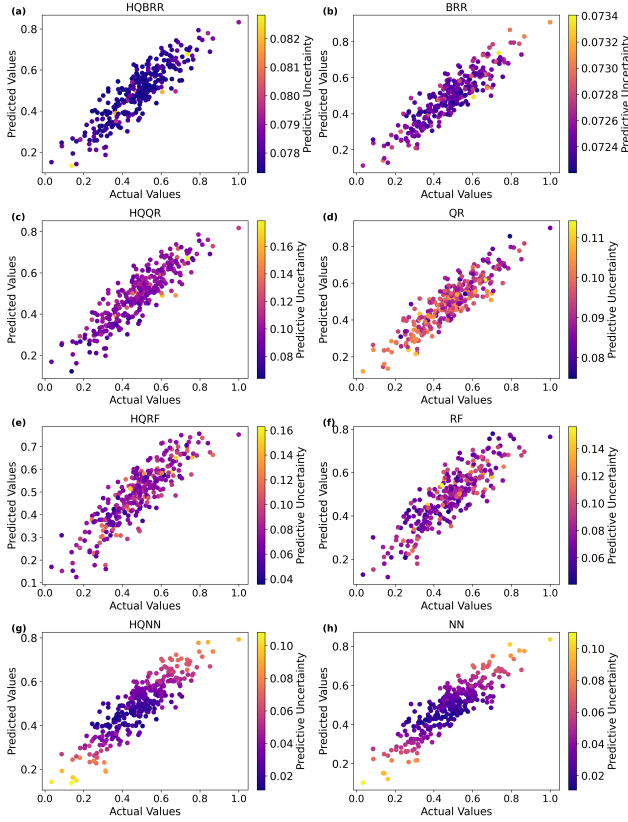 (a)
HQBRR
Predicted Values
0.8
0.6
0.4
0.2
0.0 0.2 0.4 0.6 0.8 1.0
Actual Values
0.082
0.081
0.080
0.079
0.078
Predictive Uncertainty
(b)
BRR
Predicted Values
0.8
0.6
0.4
0.2
0.0 0.2 0.4 0.6 0.8 1.0
Actual Values
0.0734
0.0732
0.0730
0.0728
0.0726
0.0724
Predictive Uncertainty
(c)
HQQR
Predicted Values
0.8
0.6
0.4
0.2
0.0 0.2 0.4 0.6 0.8 1.0
Actual Values
0.16
0.14
0.12
0.10
0.08
Predictive Uncertainty
(d)
QR
Predicted Values
0.8
0.6
0.4
0.2
0.0 0.2 0.4 0.6 0.8 1.0
Actual Values
0.11
0.10
0.09
0.08
Predictive Uncertainty
(e)
HQRF
Predicted Values
0.7
0.6
0.5
0.4
0.3
0.2
0.1
0.0 0.2 0.4 0.6 0.8 1.0
Actual Values
0.16
0.14
0.12
0.10
0.08
0.06
0.04
Predictive Uncertainty
(f)
RF
Predicted Values
0.8
0.6
0.4
0.2
0.0 0.2 0.4 0.6 0.8 1.0
Actual Values
0.14
0.12
0.10
0.08
0.06
Predictive Uncertainty
(g)
HQNN
Predicted Values
0.8
0.6
0.4
0.2
0.0 0.2 0.4 0.6 0.8 1.0
Actual Values
0.10
0.08
0.06
0.04
0.02
Predictive Uncertainty
(h)
NN
Predicted Values
0.8
0.6
0.4
0.2
0.0 0.2 0.4 0.6 0.8 1.0
Actual Values
0.10
0.08
0.06
0.04
0.02
Predictive Uncertainty